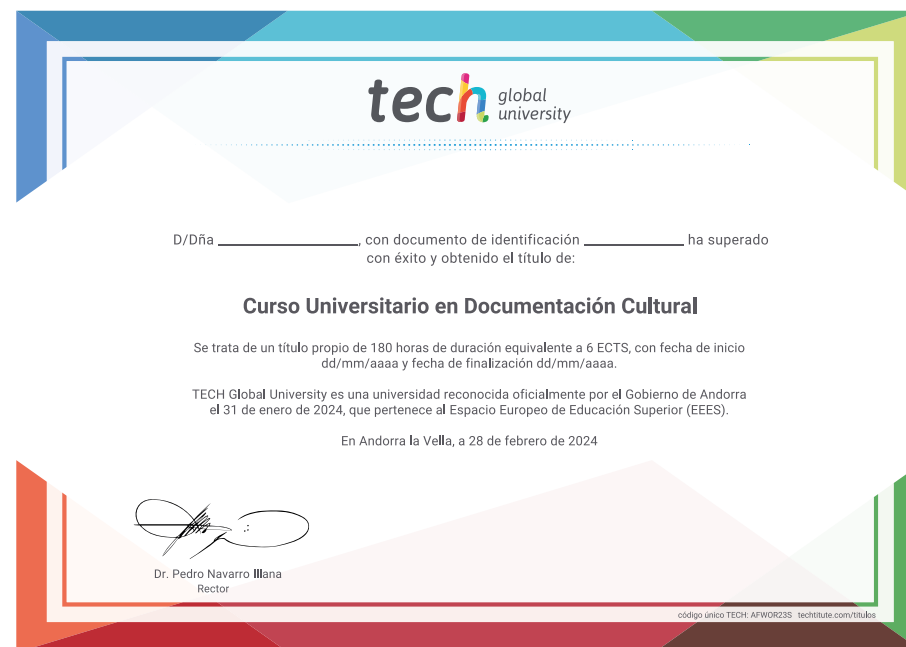 tech global university
D/Dña ____________________, con documento de identificación ______________ ha superado
con éxito y obtenido el título de:
Curso Universitario en Documentación Cultural
Se trata de un título propio de 180 horas de duración equivalente a 6 ECTS, con fecha de inicio
dd/mm/aaaa y fecha de finalización dd/mm/aaaa.
TECH Global University es una universidad reconocida oficialmente por el Gobierno de Andorra
el 31 de enero de 2024, que pertenece al Espacio Europeo de Educación Superior (EEES).
En Andorra la Vella, a 28 de febrero de 2024
Dr. Pedro Navarro Illana
Rector
código único TECH: AFWOR23S techtitute.com/titulos